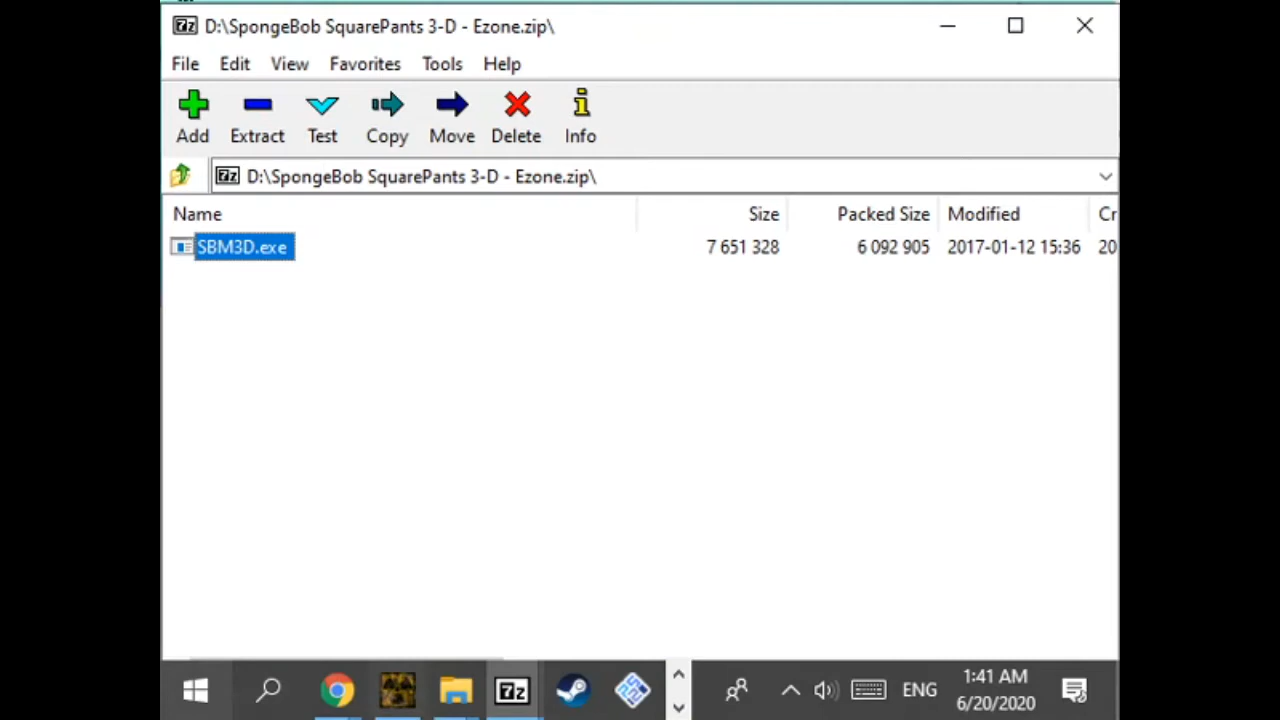 D:\SpongeBob SquarePants 3-D - Ezone.zip\
File Edit View Favorites Tools Help
Add Extract Test Copy Move Delete Info
D:\SpongeBob SquarePants 3-D - Ezone.zip\
Name Size Packed Size Modified Cr
SBM3D.exe 7 651 328 6 092 905 2017-01-12 15:36 20
1:41 AM
ENG
6/20/2020